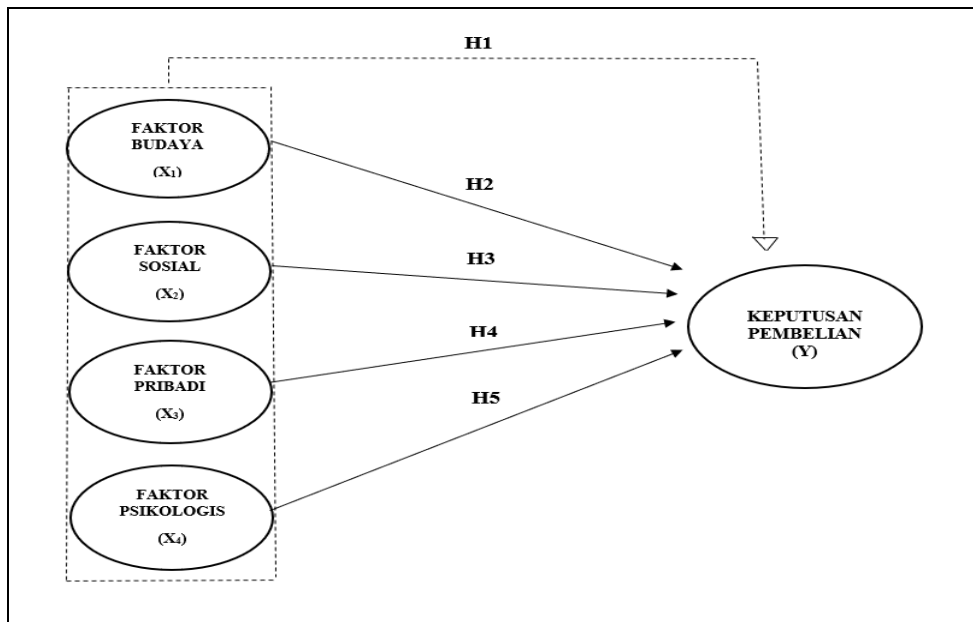 H1
FAKTOR
BUDAYA
(X₁)
H2
FAKTOR
SOSIAL
(X₂)
H3
KEPUTUSAN
PEMBELIAN
(Y)
H4
FAKTOR
PRIBADI
(X₃)
H5
FAKTOR
PSIKOLOGIS
(X₄)